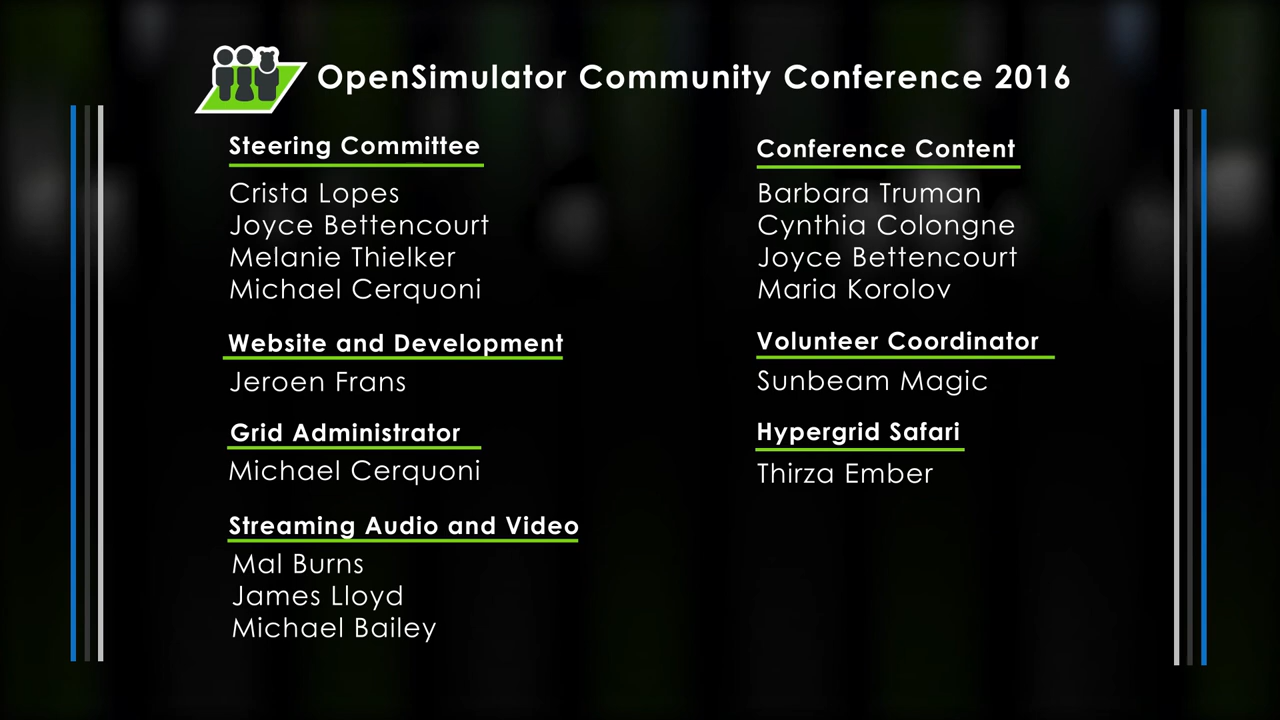 OpenSimulator Community Conference 2016
Steering Committee
Crista Lopes
Joyce Bettencourt
Melanie Thielker
Michael Cerquoni
Website and Development
Jeroen Frans
Grid Administrator
Michael Cerquoni
Streaming Audio and Video
Mal Burns
James Lloyd
Michael Bailey
Conference Content
Barbara Truman
Cynthia Colongne
Joyce Bettencourt
Maria Korolov
Volunteer Coordinator
Sunbeam Magic
Hypergrid Safari
Thirza Ember